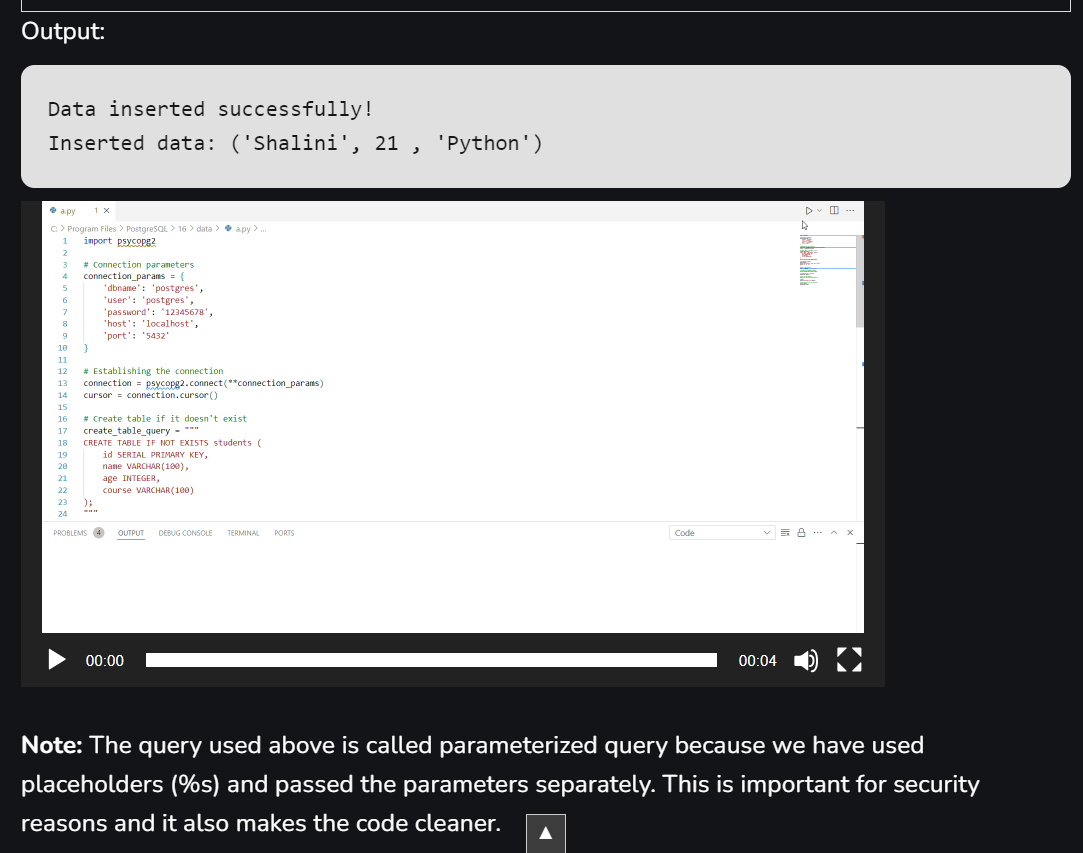 Output:
Data inserted successfully!
Inserted data: ('Shalini', 21 , 'Python')
a.py 1 ×
C: > Program Files > PostgreSQL > 16 > data > a.py > ...
1 import psycopg2
2
3 # Connection parameters
4 connection_params = {
5 'dbname': 'postgres',
6 'user': 'postgres',
7 'password': '12345678',
8 'host': 'localhost',
9 'port': '5432'
10 }
11
12 # Establishing the connection
13 connection = psycopg2.connect(**connection_params)
14 cursor = connection.cursor()
15
16 # Create table if it doesn't exist
17 create_table_query = """
18 CREATE TABLE IF NOT EXISTS students (
19 id SERIAL PRIMARY KEY,
20 name VARCHAR(100),
21 age INTEGER,
22 course VARCHAR(100)
23 );
24 """
PROBLEMS 4 OUTPUT DEBUG CONSOLE TERMINAL PORTS Code
00:00 00:04
Note: The query used above is called parameterized query because we have used
placeholders (%s) and passed the parameters separately. This is important for security
reasons and it also makes the code cleaner.